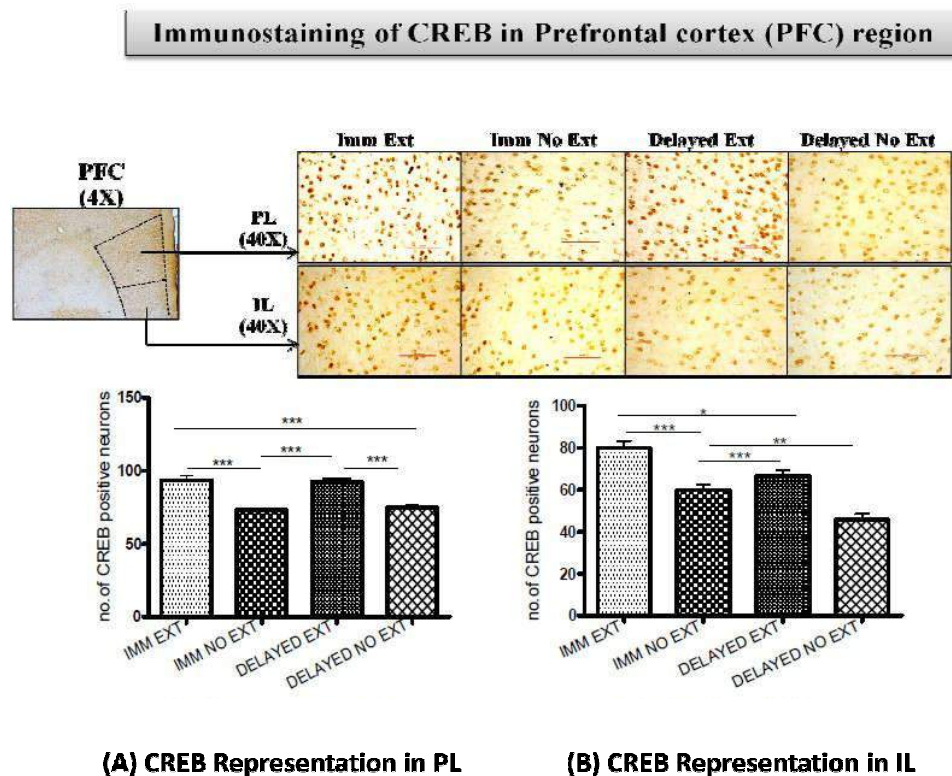 Immunostaining of CREB in Prefrontal cortex (PFC) region
Imm Ext
Imm No Ext
Delayed Ext
Delayed No Ext
PFC
(4X)
PL
(40X)
IL
(40X)
no. of CREB positive neurons
150
100
50
0
***
***
***
***
IMM EXT
IMM NO EXT
DELAYED EXT
DELAYED NO EXT
no. of CREB positive neurons
100
80
60
40
20
0
*
***
**
***
IMM EXT
IMM NO EXT
DELAYED EXT
DELAYED NO EXT
(A) CREB Representation in PL
(B) CREB Representation in IL